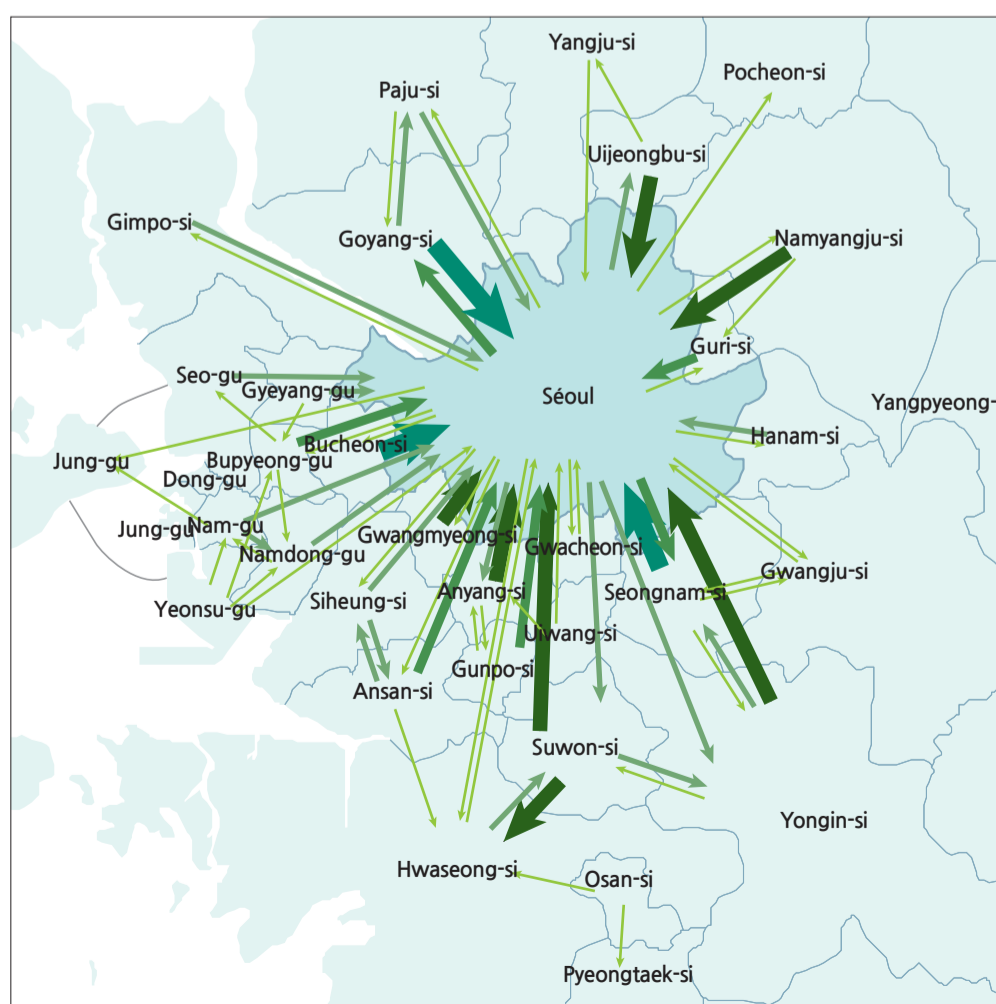 Yangju-si
Pocheon-si
Paju-si
Uijeongbu-si
Gimpo-si
Goyang-si
Namyangju-si
Guri-si
Seo-gu
Gyeyang-gu
Séoul
Yangpyeong-
Bucheon-si
Hanam-si
Jung-gu
Bupyeong-gu
Dong-gu
Jung-gu
Nam-gu
Gwangmyeong-si
Gwacheon-si
Namdong-gu
Gwangju-si
Anyang-si
Seongnam-si
Siheung-si
Yeonsu-gu
Uiwang-si
Gunpo-si
Ansan-si
Suwon-si
Yongin-si
Hwaseong-si
Osan-si
Pyeongtaek-si